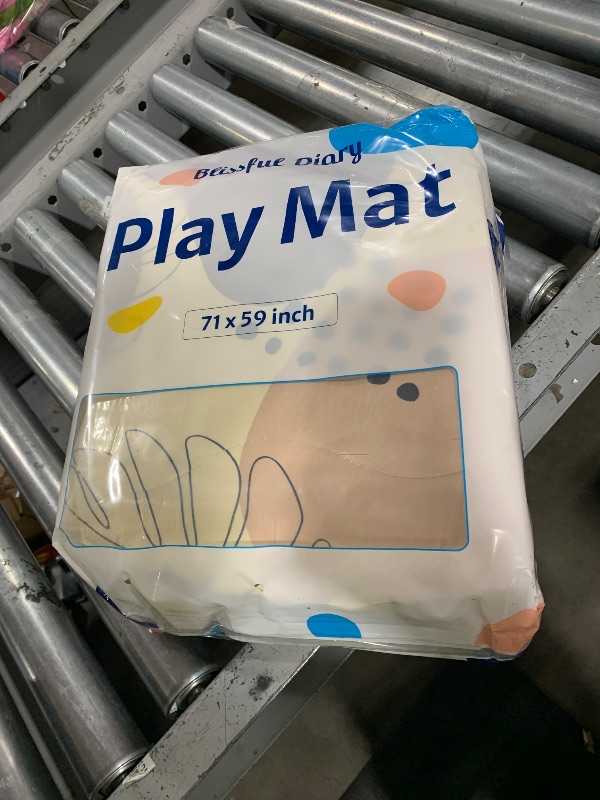 Blissful Diary
Play Mat
71 x 59 inch